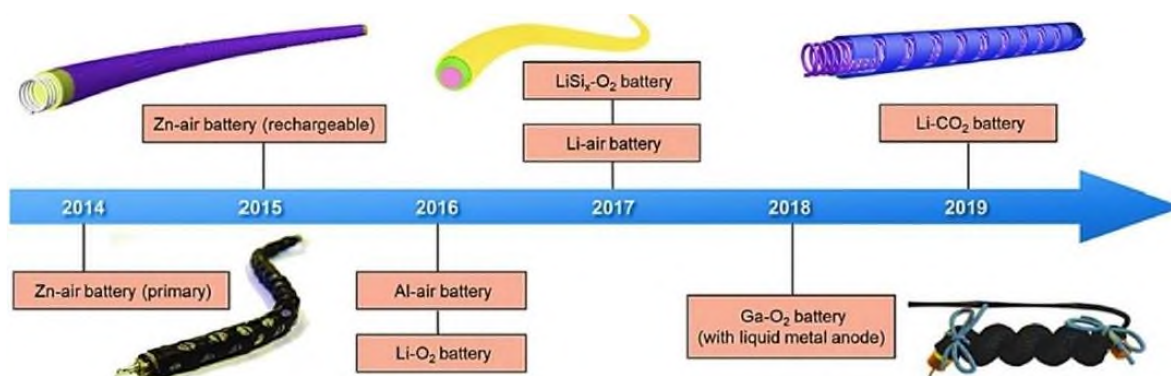 LiSiₓ-O₂ battery
Zn-air battery (rechargeable)
Li-air battery
Li-CO₂ battery
2014 2015 2016 2017 2018 2019
Zn-air battery (primary)
Al-air battery
Ga-O₂ battery
(with liquid metal anode)
Li-O₂ battery